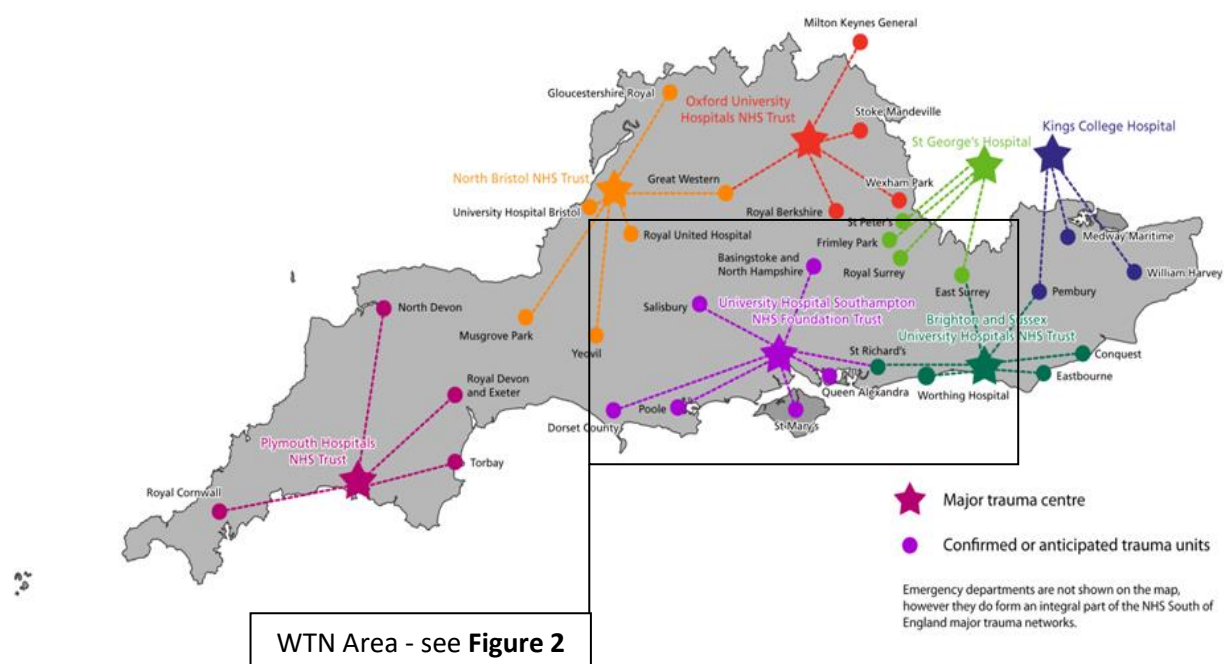 Milton Keynes General
Gloucestershire Royal
Oxford University
Hospitals NHS Trust
Stoke Mandeville
St George's Hospital
Kings College Hospital
North Bristol NHS Trust
Great Western
Wexham Park
University Hospital Bristol
Royal Berkshire
St Peter's
Royal United Hospital
Frimley Park
Medway Maritime
Basingstoke and
North Hampshire
Royal Surrey
William Harvey
North Devon
Salisbury
University Hospital Southampton
NHS Foundation Trust
East Surrey
Pembury
Musgrove Park
Brighton and Sussex
University Hospitals NHS Trust
Yeovil
St Richard's
Conquest
Eastbourne
Royal Devon
and Exeter
Queen Alexandra
Worthing Hospital
Poole
Dorset County
St Mary's
Plymouth Hospitals
NHS Trust
Torbay
Royal Cornwall
Major trauma centre
Confirmed or anticipated trauma units
Emergency departments are not shown on the map,
however they do form an integral part of the NHS South of
England major trauma networks.
WTN Area - see Figure 2